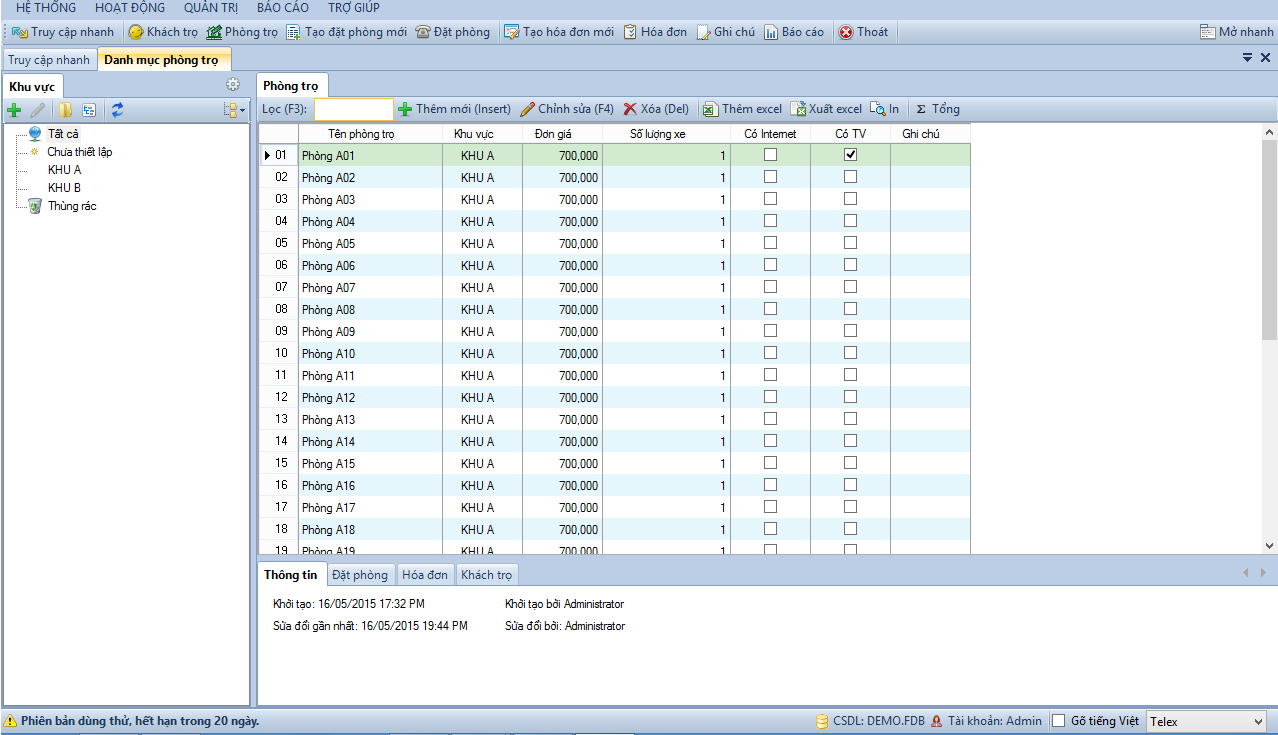 HỆ THỐNG HOẠT ĐỘNG QUẢN TRỊ BÁO CÁO TRỢ GIÚP
Truy cập nhanh Khách trọ Phòng trọ Tạo đặt phòng mới Đặt phòng Tạo hóa đơn mới Hóa đơn Ghi chú Báo cáo Thoát Mở nhanh
Truy cập nhanh Danh mục phòng trọ
Khu vực
Phòng trọ
Lọc (F3): Thêm mới (Insert) Chỉnh sửa (F4) Xóa (Del) Thêm excel Xuất excel In Σ Tổng
Tất cả
Chưa thiết lập
KHU A
KHU B
Thùng rác
Tên phòng trọ Khu vực Đơn giá Số lượng xe Có Internet Có TV Ghi chú
01 Phòng A01 KHU A 700,000 1
02 Phòng A02 KHU A 700,000 1
03 Phòng A03 KHU A 700,000 1
04 Phòng A04 KHU A 700,000 1
05 Phòng A05 KHU A 700,000 1
06 Phòng A06 KHU A 700,000 1
07 Phòng A07 KHU A 700,000 1
08 Phòng A08 KHU A 700,000 1
09 Phòng A09 KHU A 700,000 1
10 Phòng A10 KHU A 700,000 1
11 Phòng A11 KHU A 700,000 1
12 Phòng A12 KHU A 700,000 1
13 Phòng A13 KHU A 700,000 1
14 Phòng A14 KHU A 700,000 1
15 Phòng A15 KHU A 700,000 1
16 Phòng A16 KHU A 700,000 1
17 Phòng A17 KHU A 700,000 1
18 Phòng A18 KHU A 700,000 1
19 Phòng A19 KHU A 700,000 1
Thông tin Đặt phòng Hóa đơn Khách trọ
Khởi tạo: 16/05/2015 17:32 PM Khởi tạo bởi Administrator
Sửa đổi gần nhất: 16/05/2015 19:44 PM Sửa đổi bởi: Administrator
Phiên bản dùng thử, hết hạn trong 20 ngày. CSDL: DEMO.FDB Tài khoản: Admin Gõ tiếng Việt Telex